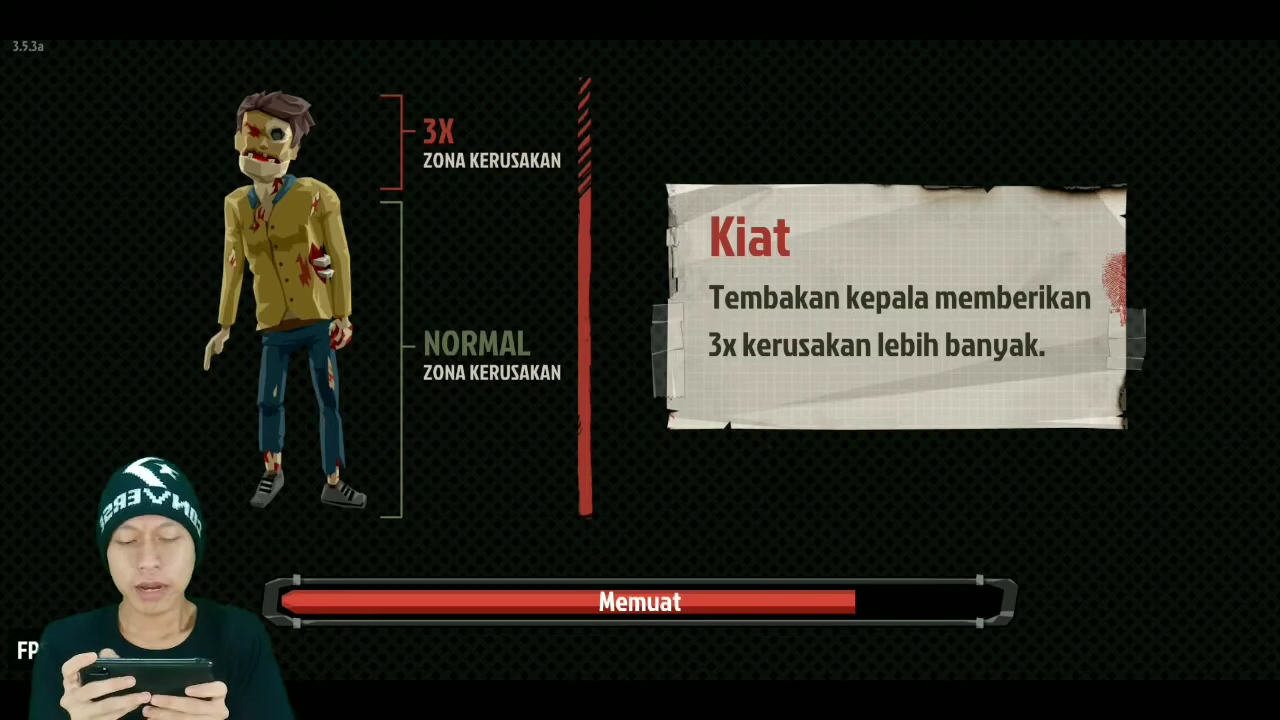 3.5.3a
3X
ZONA KERUSAKAN
NORMAL
ZONA KERUSAKAN
Kiat
Tembakan kepala memberikan
3x kerusakan lebih banyak.
CONVERSE
Memuat
FP